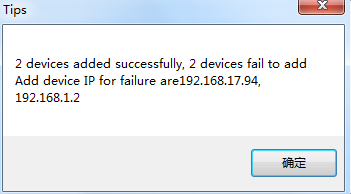 Tips
2 devices added successfully, 2 devices fail to add
Add device IP for failure are192.168.17.94,
192.168.1.2
确定